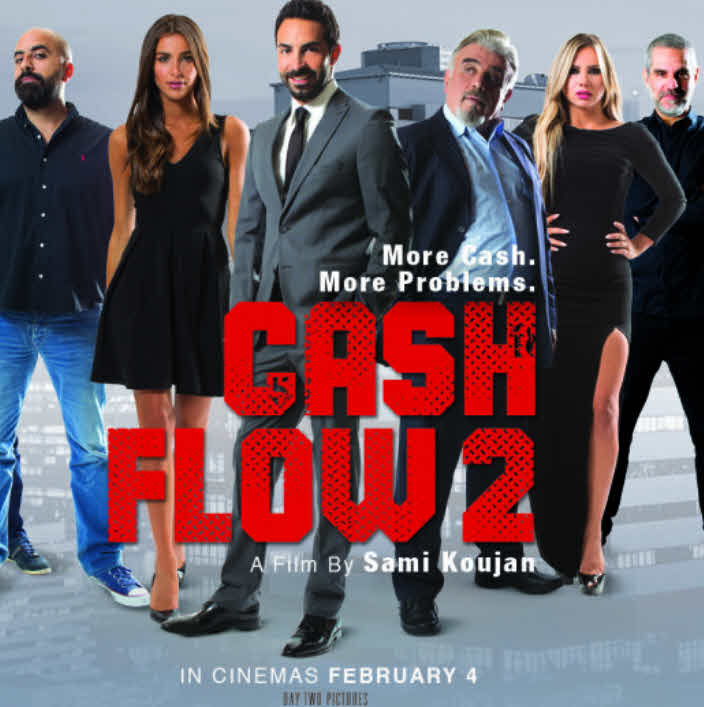 More Cash.
More Problems.
CASH
FLOW 2
A Film By Sami Koujan
IN CINEMAS FEBRUARY 4
DAY TWO PICTURES